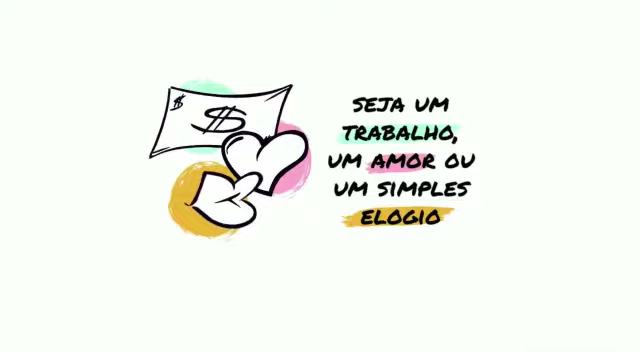 $ $
SEJA UM
TRABALHO,
UM AMOR OU
UM SIMPLES
ELOGIO